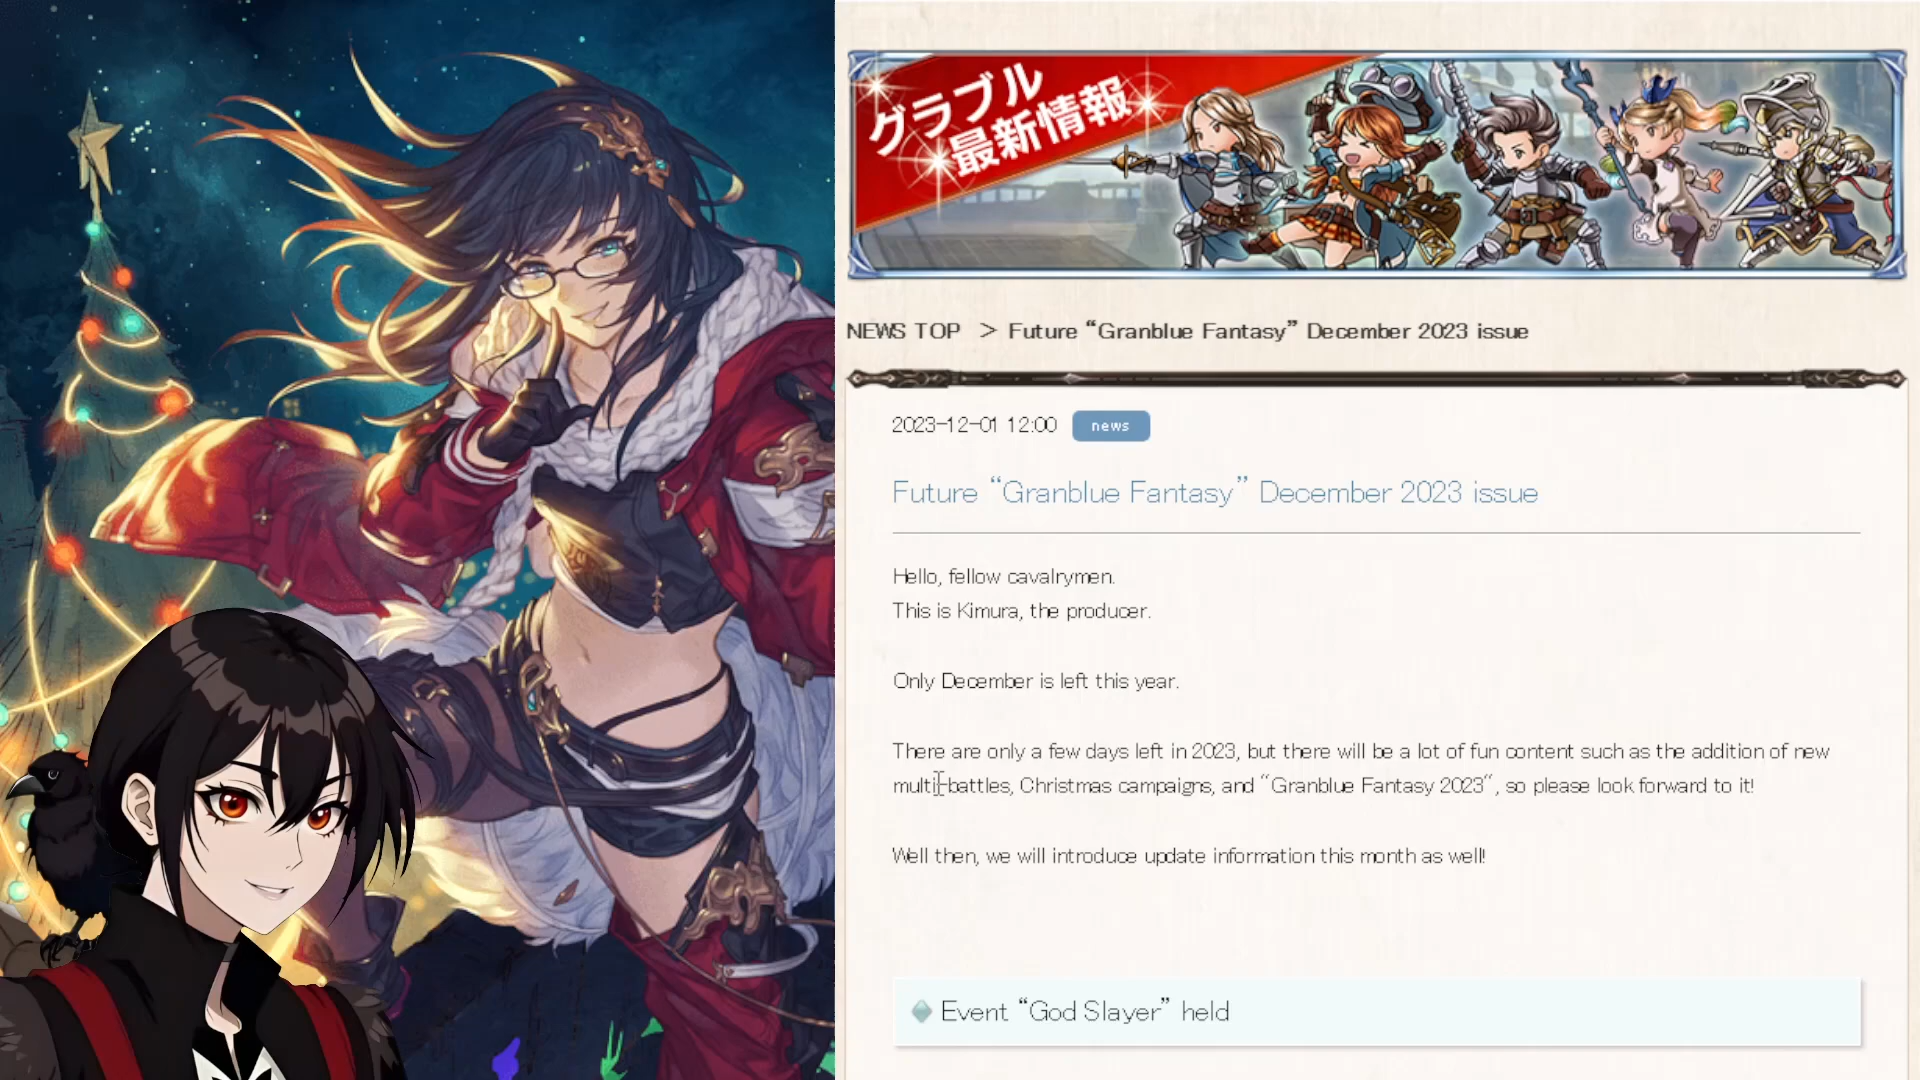 グラブル
最新情報
NEWS TOP > Future “Granblue Fantasy” December 2023 issue
2023-12-01 12:00 news
Future “Granblue Fantasy” December 2023 issue
Hello, fellow cavalrymen.
This is Kimura, the producer.
Only December is left this year.
There are only a few days left in 2023, but there will be a lot of fun content such as the addition of new
multi-battles, Christmas campaigns, and “Granblue Fantasy 2023“, so please look forward to it!
Well then, we will introduce update information this month as well!
Event “God Slayer” held